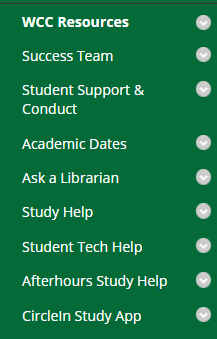 WCC Resources
Success Team
Student Support &
Conduct
Academic Dates
Ask a Librarian
Study Help
Student Tech Help
Afterhours Study Help
CircleIn Study App